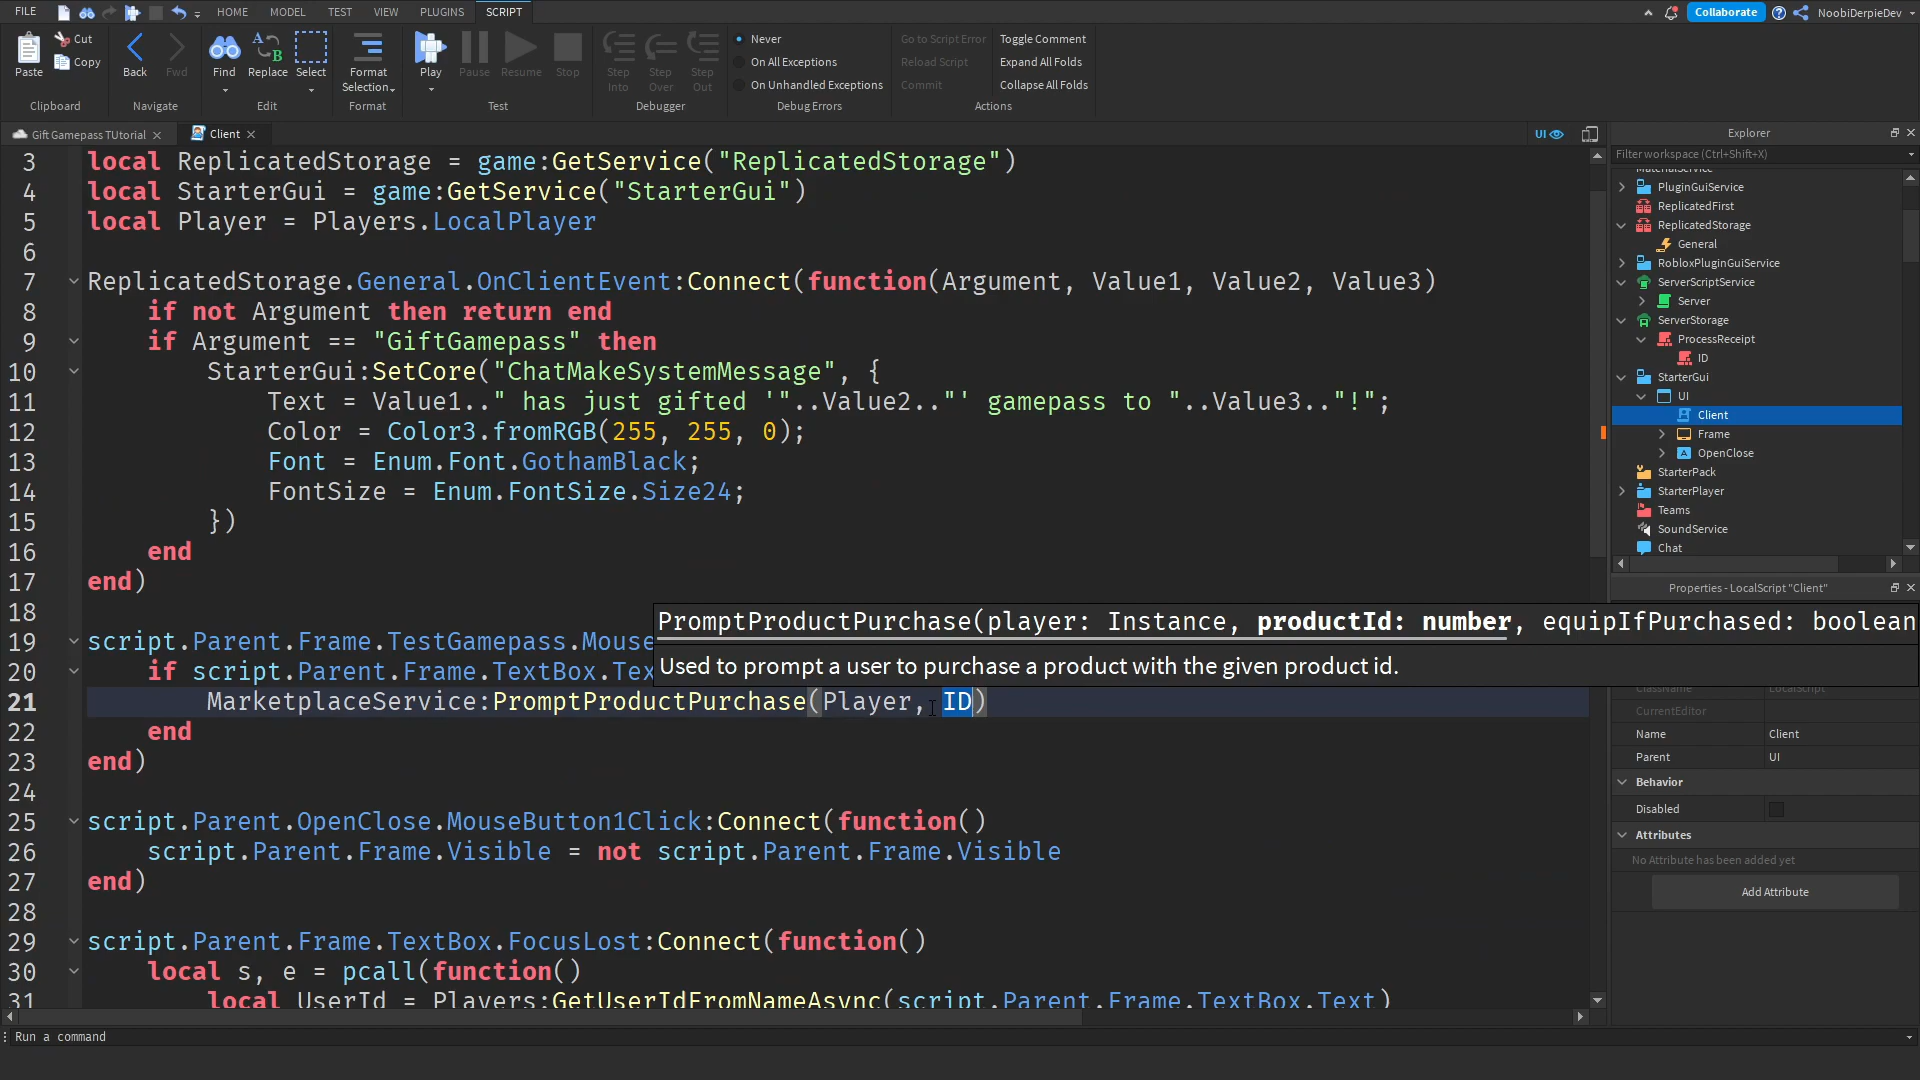 FILE HOME MODEL TEST VIEW PLUGINS SCRIPT Collaborate NoobiDerpieDev
Paste Cut Copy Clipboard
Back Fwd Navigate
Find Replace Select Edit
Format Selection Format
Play Pause Resume Stop Test
Step Into Step Over Step Out Debugger
Never
On All Exceptions
On Unhandled Exceptions
Debug Errors
Go to Script Error Toggle Comment
Reload Script Expand All Folds
Commit Collapse All Folds
Actions
Gift Gamepass TUtorial Client UI
3 local ReplicatedStorage = game:GetService("ReplicatedStorage")
4 local StarterGui = game:GetService("StarterGui")
5 local Player = Players.LocalPlayer
6
7 ReplicatedStorage.General.OnClientEvent:Connect(function(Argument, Value1, Value2, Value3)
8 if not Argument then return end
9 if Argument == "GiftGamepass" then
10 StarterGui:SetCore("ChatMakeSystemMessage", {
11 Text = Value1.." has just gifted '"..Value2.."' gamepass to "..Value3.."!";
12 Color = Color3.fromRGB(255, 255, 0);
13 Font = Enum.Font.GothamBlack;
14 FontSize = Enum.FontSize.Size24;
15 })
16 end
17 end)
18
19 script.Parent.Frame.TestGamepass.Mouse
20 if script.Parent.Frame.TextBox.Tex
21 MarketplaceService:PromptProductPurchase(Player, ID)
22 end
23 end)
24
25 script.Parent.OpenClose.MouseButton1Click:Connect(function()
26 script.Parent.Frame.Visible = not script.Parent.Frame.Visible
27 end)
28
29 script.Parent.Frame.TextBox.FocusLost:Connect(function()
30 local s, e = pcall(function()
31 local UserId = Players:GetUserIdFromNameAsync(script.Parent.Frame.TextBox.Text)
PromptProductPurchase(player: Instance, productId: number, equipIfPurchased: boolean
Used to prompt a user to purchase a product with the given product id.
Explorer
Filter workspace (Ctrl+Shift+X)
MaterialService
PluginGuiService
ReplicatedFirst
ReplicatedStorage
General
RobloxPluginGuiService
ServerScriptService
Server
ServerStorage
ProcessReceipt
ID
StarterGui
UI
Client
Frame
OpenClose
StarterPack
StarterPlayer
Teams
SoundService
Chat
Properties - LocalScript "Client"
ClassName LocalScript
CurrentEditor
Name Client
Parent UI
Behavior
Disabled
Attributes
No Attribute has been added yet
Add Attribute
Run a command